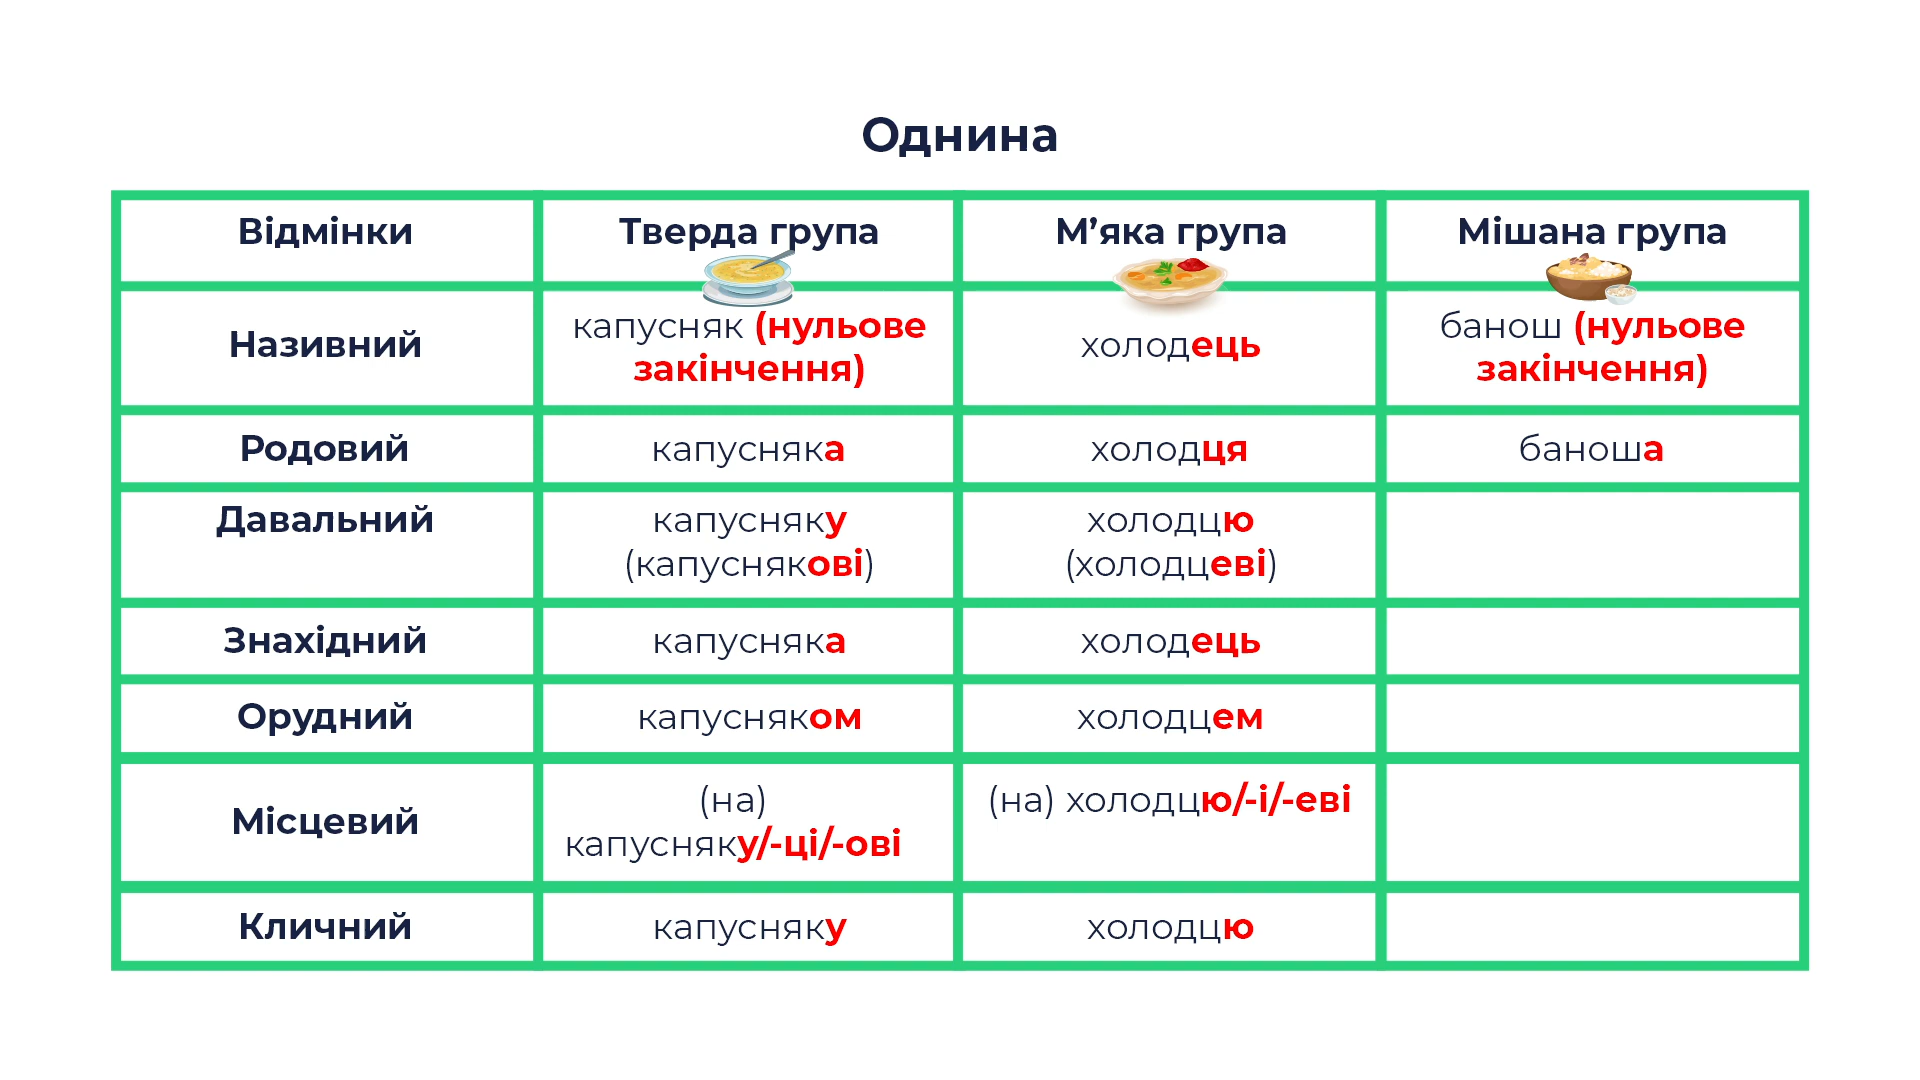 Однина
Відмінки Тверда група М’яка група Мішана група
Називний капусняк (нульове закінчення) холодець банош (нульове закінчення)
Родовий капусняка холодця баноша
Давальний капусняку (капуснякові) холодцю (холодцеві)
Знахідний капусняка холодець
Орудний капусняком холодцем
Місцевий (на) капусняку/-ці/-ові (на) холодцю/-і/-еві
Кличний капусняку холодцю